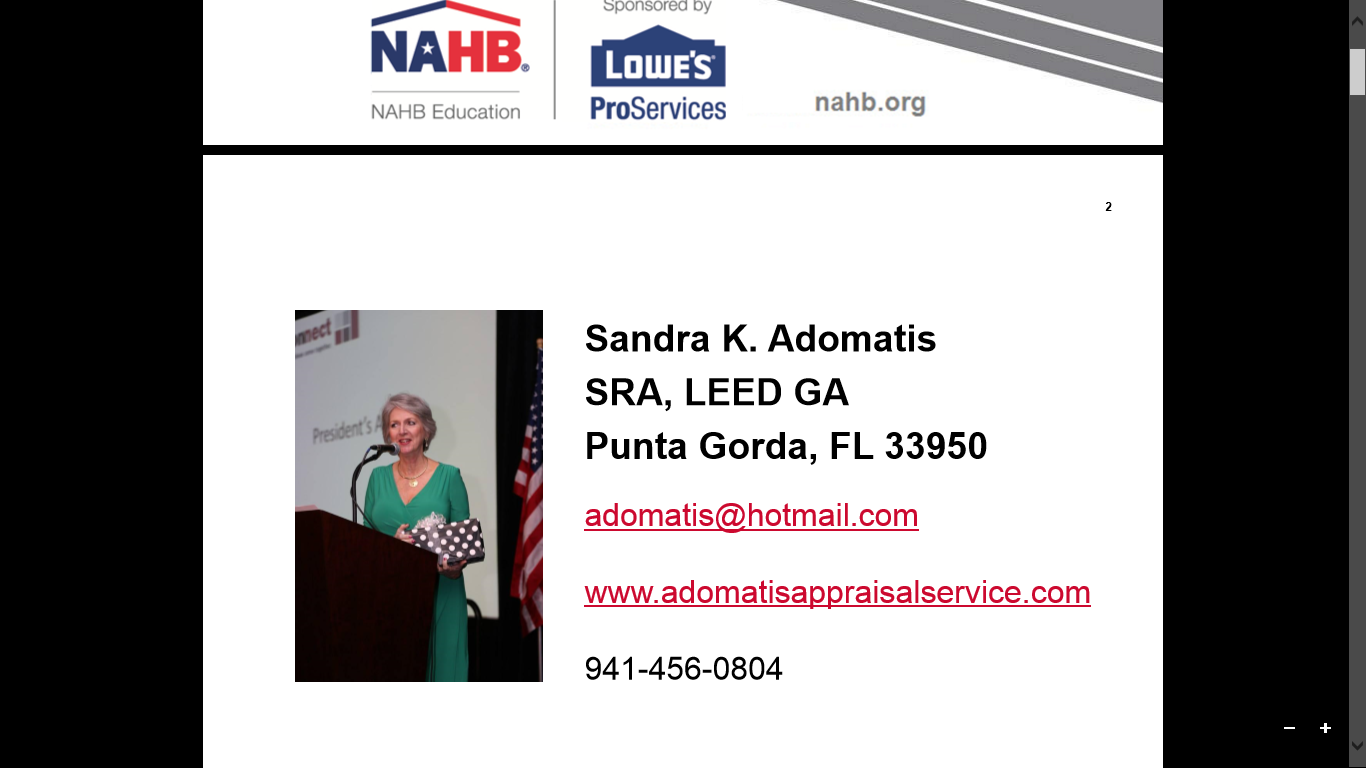 Sponsored by
NAHB®
LOWE'S
NAHB Education
ProServices
nahb.org
2
onnect
President's A
Sandra K. Adomatis
SRA, LEED GA
Punta Gorda, FL 33950
adomatis@hotmail.com
www.adomatisappraisalservice.com
941-456-0804